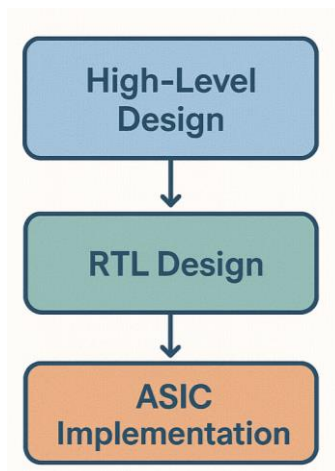 High-Level
Design
RTL Design
ASIC
Implementation